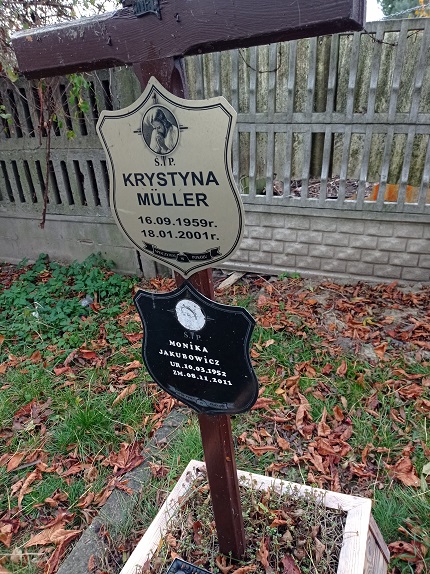 Ś.†P.
KRYSTYNA
MÜLLER
16.09.1959r.
18.01.2001r.
Ś.†P.
MONIKA
JAKUBOWICZ
UR.10.03.1952
ZM.08.11.2011